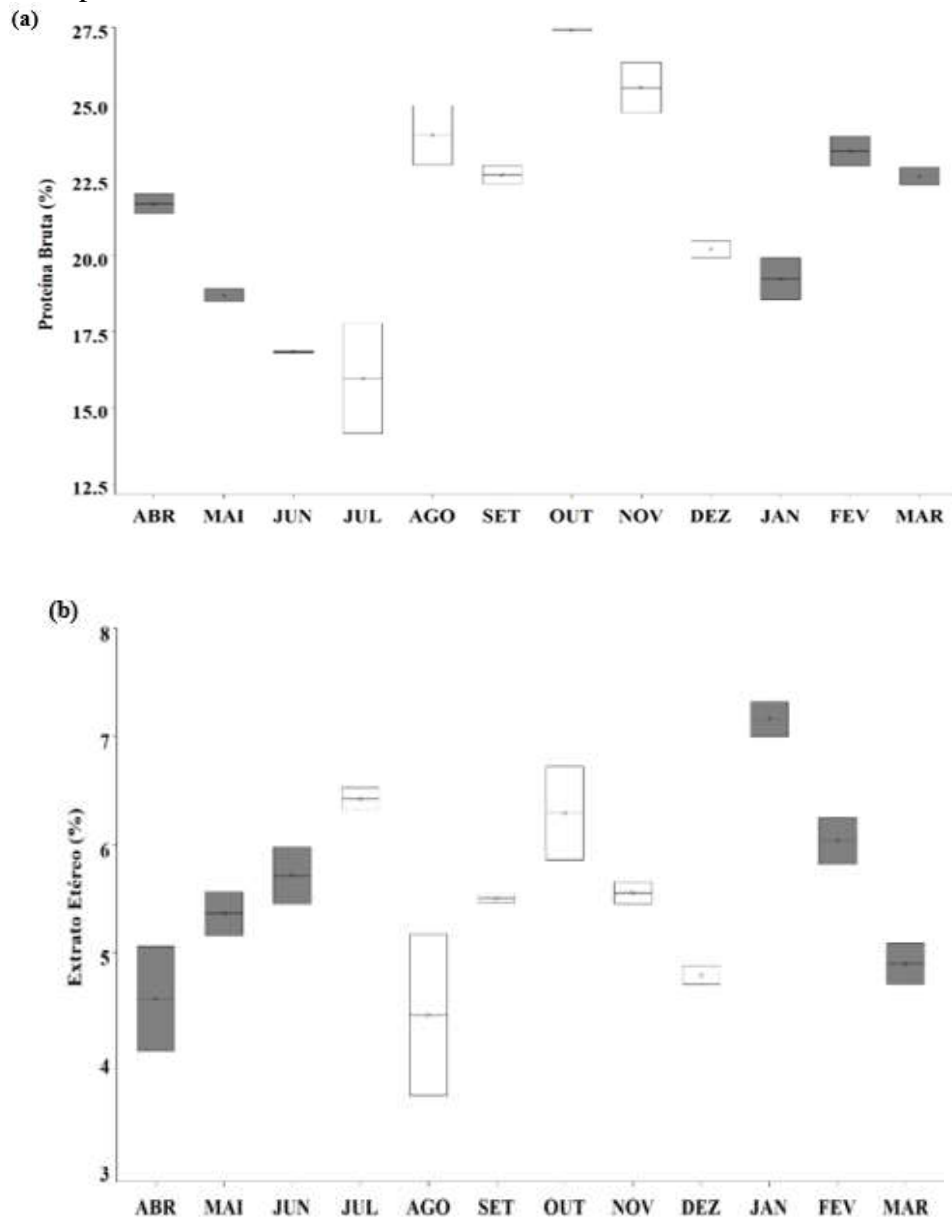 (a)
Proteína Bruta (%)
27.5
25.0
22.5
20.0
17.5
15.0
12.5
ABR MAI JUN JUL AGO SET OUT NOV DEZ JAN FEV MAR
(b)
Extrato Etérco (%)
8
7
6
5
4
3
ABR MAI JUN JUL AGO SET OUT NOV DEZ JAN FEV MAR